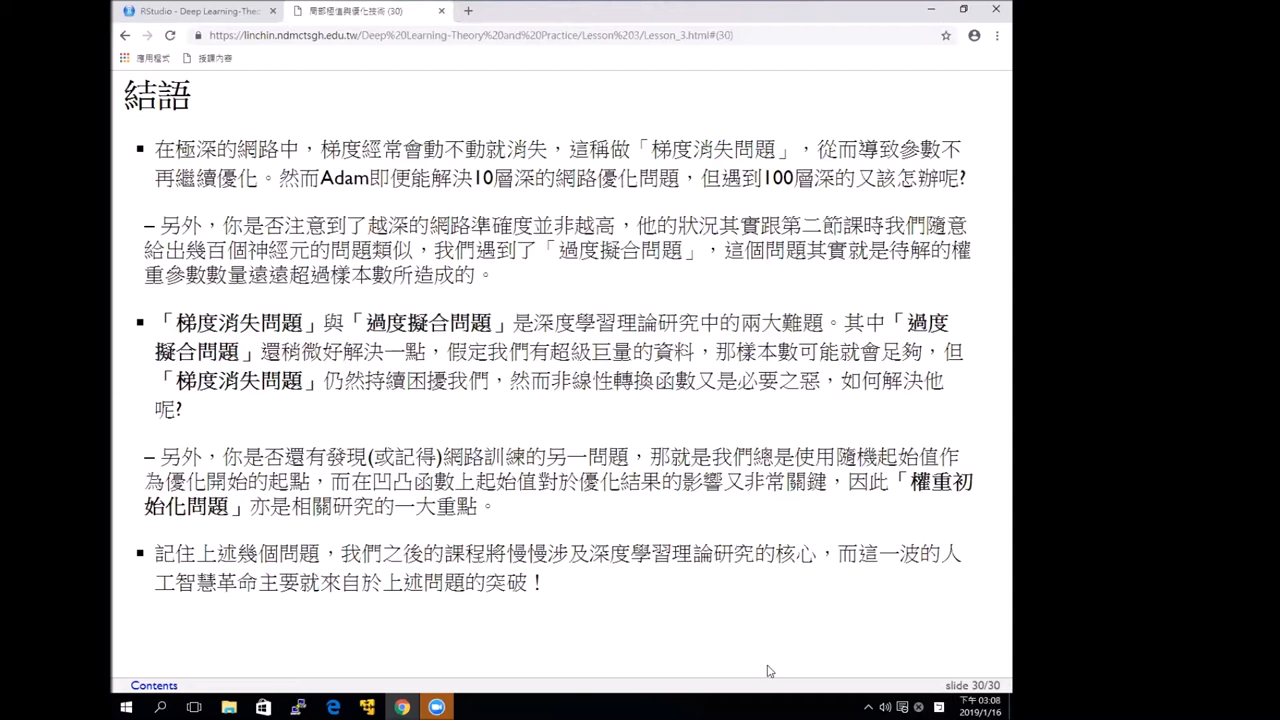 RStudio - Deep Learning-The
局部極值與優化技術 (30)
https://linchin.ndmctsgh.edu.tw/Deep%20Learning-Theory%20and%20Practice/Lesson%203/Lesson_3.html#(30)
應用程式
授課內容
結語
在極深的網路中，梯度經常會動不動就消失，這稱做「梯度消失問題」，從而導致參數不
再繼續優化。然而Adam即便能解決10層深的網路優化問題，但遇到100層深的又該怎辦呢?
– 另外，你是否注意到了越深的網路準確度並非越高，他的狀況其實跟第二節課時我們隨意
給出幾百個神經元的問題類似，我們遇到了「過度擬合問題」，這個問題其實就是待解的權
重參數數量遠遠超過樣本數所造成的。
「梯度消失問題」與「過度擬合問題」是深度學習理論研究中的兩大難題。其中「過度
擬合問題」還稍微好解決一點，假定我們有超級巨量的資料，那樣本數可能就會足夠，但
「梯度消失問題」仍然持續困擾我們，然而非線性轉換函數又是必要之惡，如何解決他
呢?
– 另外，你是否還有發現(或記得)網路訓練的另一問題，那就是我們總是使用隨機起始值作
為優化開始的起點，而在凹凸函數上起始值對於優化結果的影響又非常關鍵，因此「權重初
始化問題」亦是相關研究的一大重點。
記住上述幾個問題，我們之後的課程將慢慢涉及深度學習理論研究的核心，而這一波的人
工智慧革命主要就來自於上述問題的突破！
Contents
slide 30/30
下午 03:08
2019/1/16